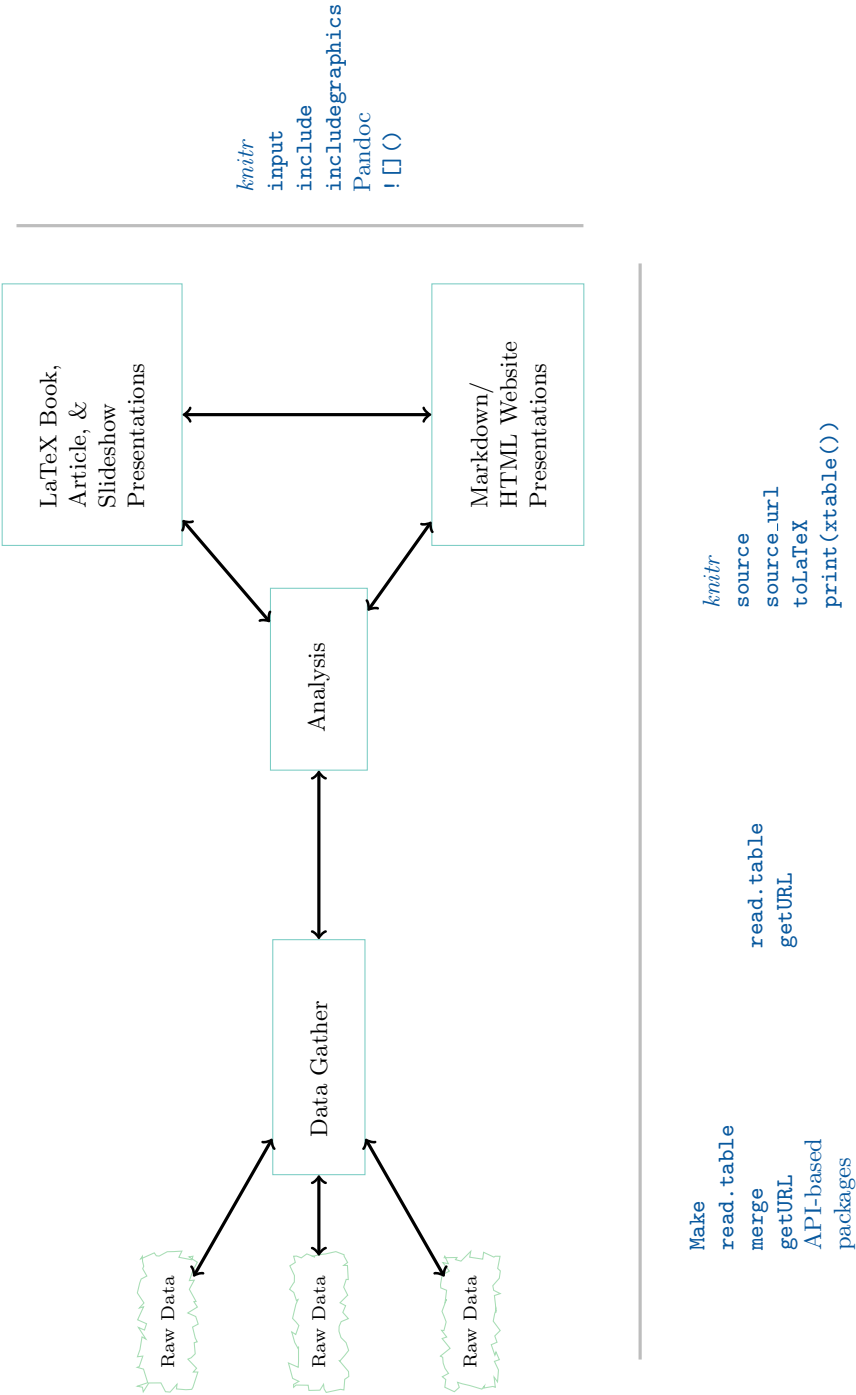 Raw Data
Raw Data
Raw Data
Data Gather
Analysis
LaTeX Book,
Article, &
Slideshow
Presentations
Markdown/
HTML Website
Presentations
Make
read.table
merge
getURL
API-based
packages
read.table
getURL
knitr
source
source_url
toLaTeX
print(xtable())
knitr
input
include
includegraphics
Pandoc
![]()